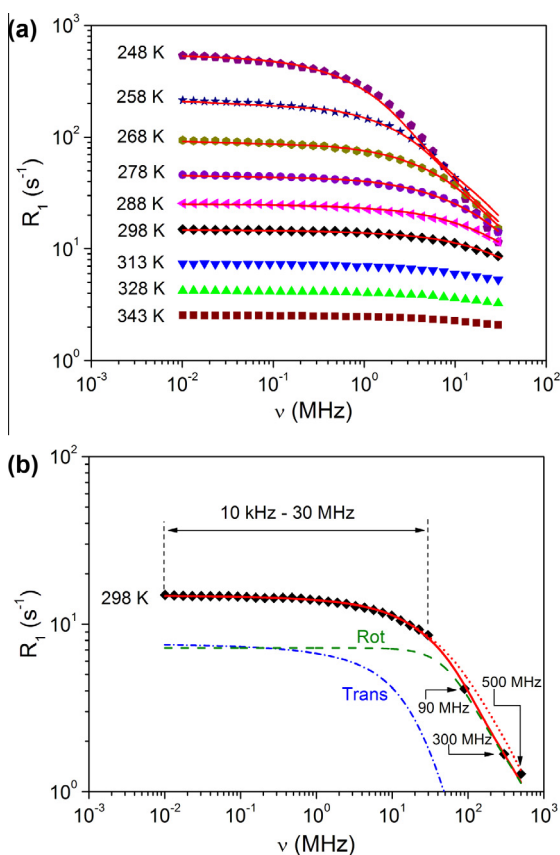 (a)
10³
10²
10¹
10⁰
R₁ (s⁻¹)
248 K
258 K
268 K
278 K
288 K
298 K
313 K
328 K
343 K
10⁻³ 10⁻² 10⁻¹ 10⁰ 10¹ 10²
ν (MHz)
(b)
10²
10¹
10⁰
R₁ (s⁻¹)
10 kHz - 30 MHz
298 K
Rot
Trans
500 MHz
90 MHz
300 MHz
10⁻³ 10⁻² 10⁻¹ 10⁰ 10¹ 10² 10³
ν (MHz)